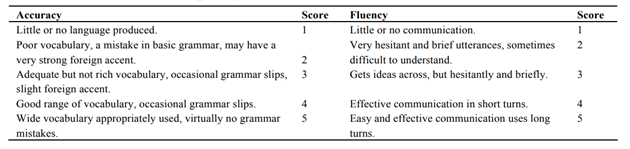 Accuracy Score Fluency Score
Little or no language produced. 1 Little or no communication. 1
Poor vocabulary, a mistake in basic grammar, may have a Very hesitant and brief utterances, sometimes 2
very strong foreign accent. 2 difficult to understand.
Adequate but not rich vocabulary, occasional grammar slips, 3 Gets ideas across, but hesitantly and briefly. 3
slight foreign accent.
Good range of vocabulary, occasional grammar slips. 4 Effective communication in short turns. 4
Wide vocabulary appropriately used, virtually no grammar 5 Easy and effective communication uses long 5
mistakes. turns.